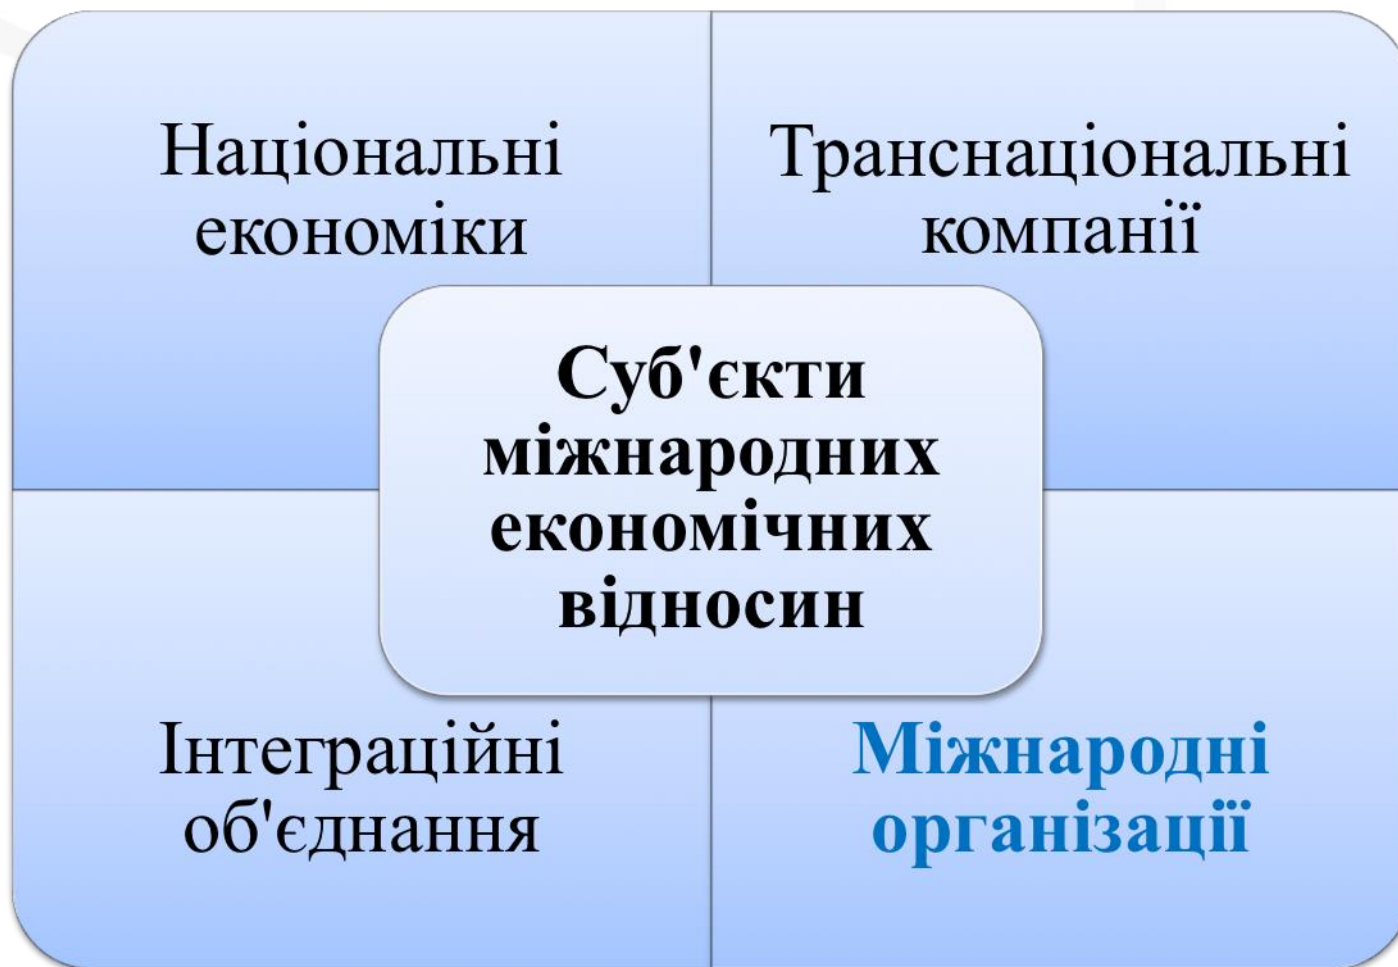 Національні
економіки
Транснаціональні
компанії
Суб'єкти
міжнародних
економічних
відносин
Інтеграційні
об'єднання
Міжнародні
організації